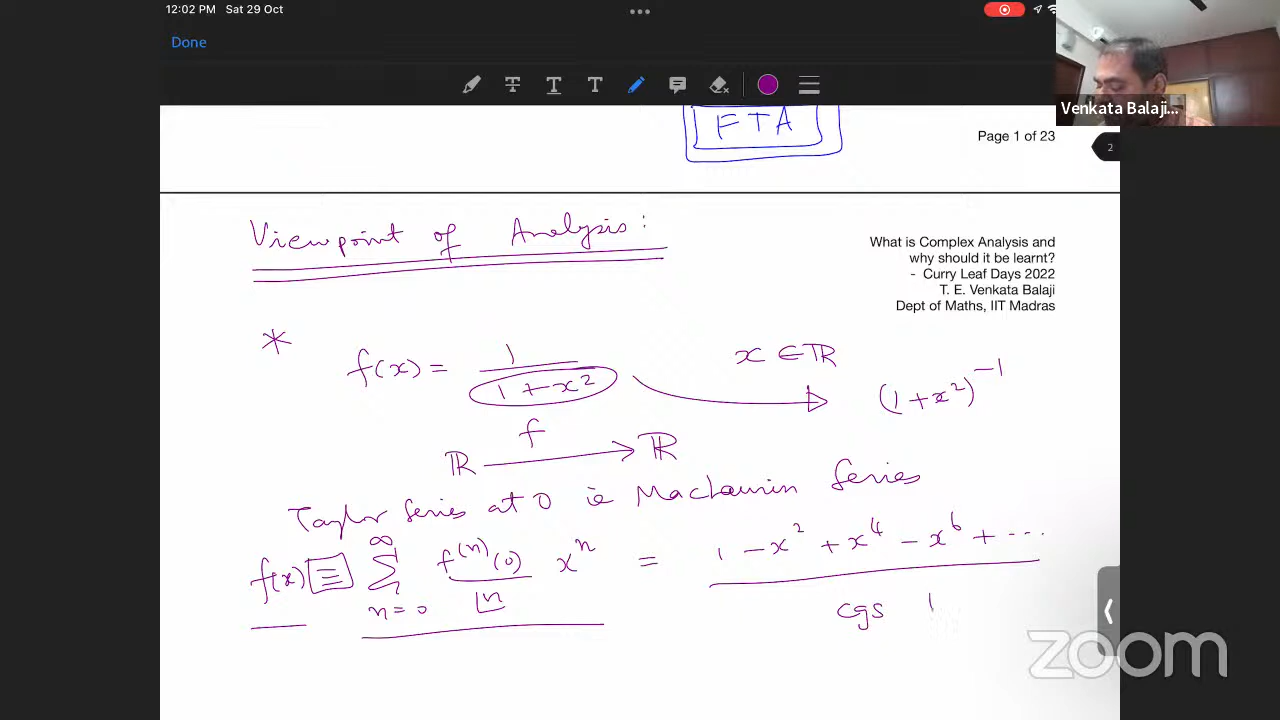 12:02 PM Sat 29 Oct
Done
Venkata Balaji...
FTA
Page 1 of 23
2
Viewpoint of Analysis:
What is Complex Analysis and
why should it be learnt?
- Curry Leaf Days 2022
T. E. Venkata Balaji
Dept of Maths, IIT Madras
* f(x) = 1/(1 + x²) x ∈ ℝ (1 + x²)⁻¹
ℝ —f→ ℝ
Taylor Series at 0 ie MacLaurin Series
f(x) ≡ ∑_{n=0}^{∞} f⁽ⁿ⁾(0)/⌊n xⁿ = 1 - x² + x⁴ - x⁶ + ....
cgs
zoom